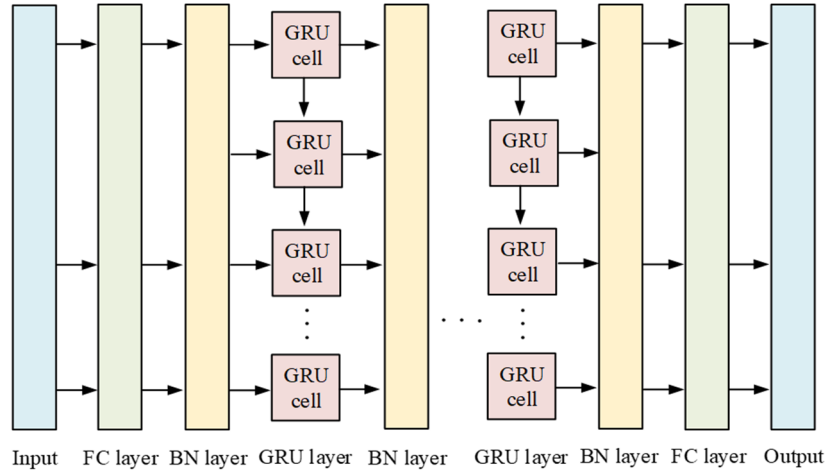 GRU
cell
GRU
cell
GRU
cell
GRU
cell
GRU
cell
GRU
cell
GRU
cell
GRU
cell
. . .
Input FC layer BN layer GRU layer BN layer GRU layer BN layer FC layer Output